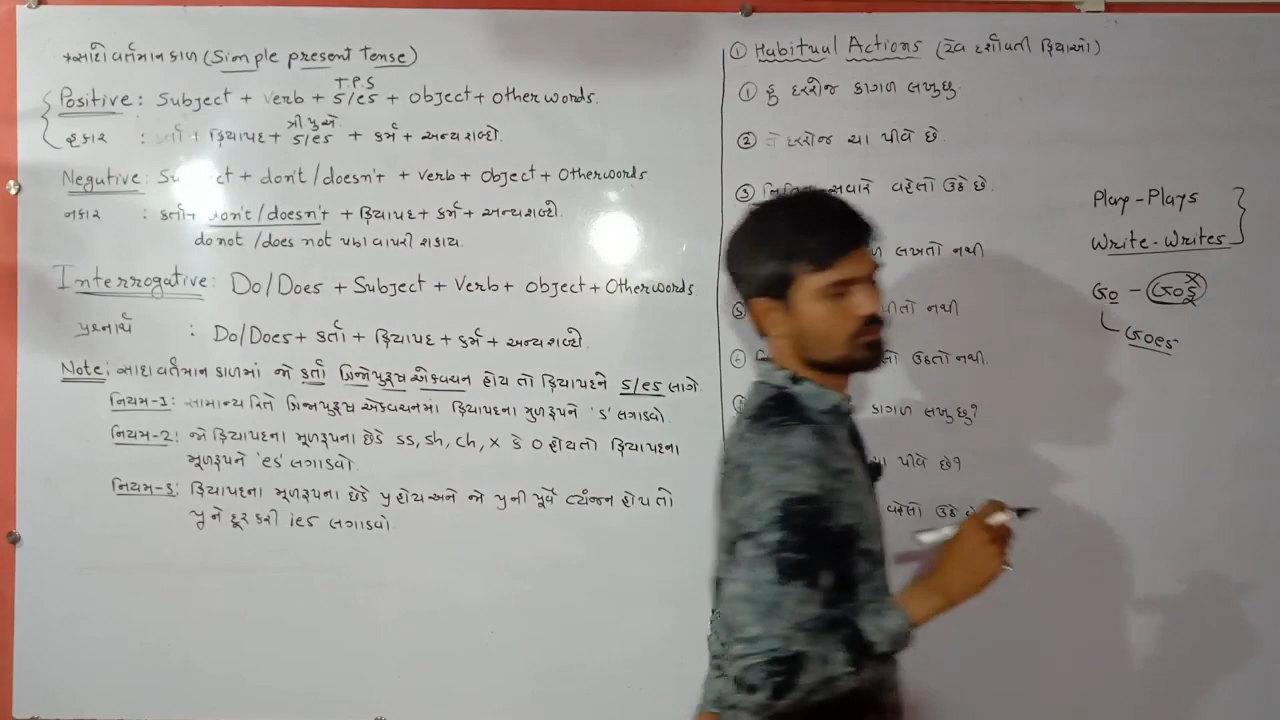 * સાદો વર્તમાન કાળ (Simple present Tense)
T.P.S
Positive : Subject + verb + s/es + object + Other words.
ત્રી પુ એ.
હકાર : કર્તા + ક્રિયાપદ + s/es + કર્મ + અન્ય શબ્દો.
Negative : + don't/doesn't + verb + Object + Otherwords
નકાર : કર્તા + don't/doesn't + ક્રિયાપદ + કર્મ + અન્ય શબ્દો.
do not / does not પણ વાપરી શકાય.
Interrogative : Do/Does + Subject + Verb + object + Otherwords
પ્રશ્નાર્થ : Do/Does + કર્તા + ક્રિયાપદ + કર્મ + અન્ય શબ્દો.
Note : સાદા વર્તમાન કાળમાં જો કર્તા ત્રિજોપુરુષ એકવચન હોય તો ક્રિયાપદને s/es લાગે.
નિયમ-1 : સામાન્ય રિતે ત્રિજાપુરુષ એકવચનમાં ક્રિયાપદના મુળરૂપને 's' લગાડવો.
નિયમ-2 : જો ક્રિયાપદના મૂળરૂપના છેડે ss, sh, ch, x કે o હોય તો ક્રિયાપદના
મૂળરૂપને 'es' લગાડવો.
નિયમ-3 : ક્રિયાપદના મૂળરૂપના છેડે y હોય અને જો y ની પૂર્વે વ્યંજન હોય તો
y ને દૂર કરી ies લગાડવો
① Habitual Actions (ટેવ દર્શાવતી ક્રિયાઓ)
① હું દરરોજ કાગળ લખુછુ.
② તે દરરોજ ચા પીવે છે.
③ સવારે વહેલો ઉઠે છે.
લખતો નથી
⑤ પીતો નથી
ઉઠતો નથી.
કાગળ લખુ છુ?
ચા પીવે છે?
વહેલો ઉઠે
Play - Plays
Write - Writes
Go - Gos
Goes